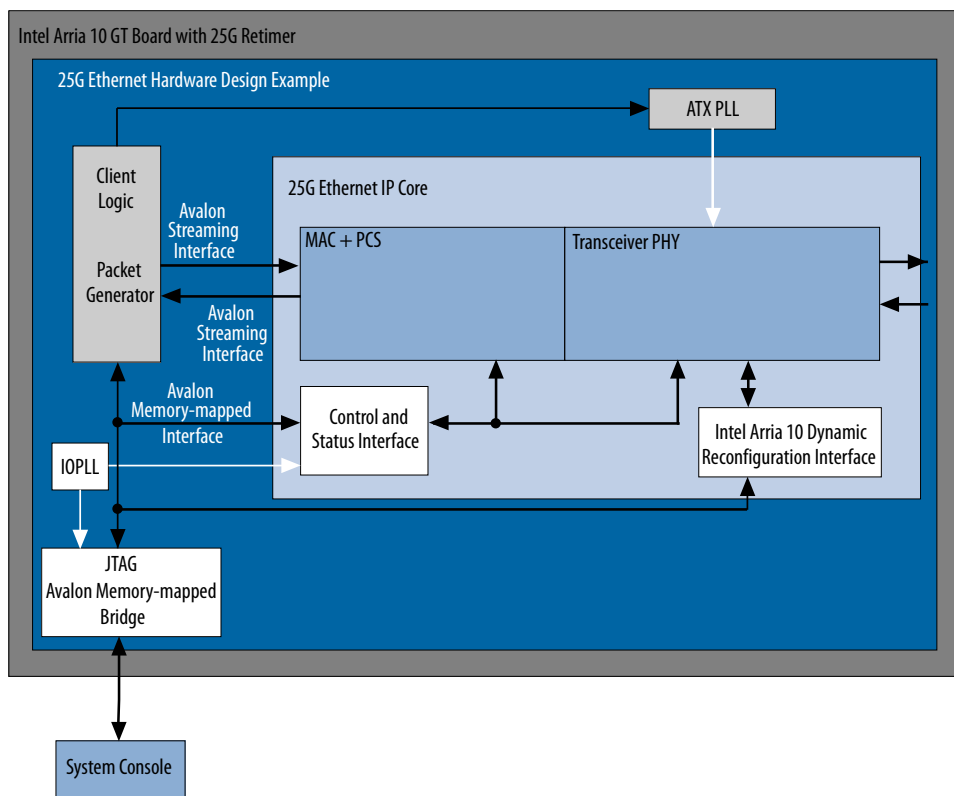 Intel Arria 10 GT Board with 25G Retimer
25G Ethernet Hardware Design Example
ATX PLL
Client
Logic
Packet
Generator
Avalon
Streaming
Interface
25G Ethernet IP Core
MAC + PCS
Transceiver PHY
Avalon
Streaming
Interface
Avalon
Memory-mapped
Interface
Control and
Status Interface
Intel Arria 10 Dynamic
Reconfiguration Interface
IOPLL
JTAG
Avalon Memory-mapped
Bridge
System Console